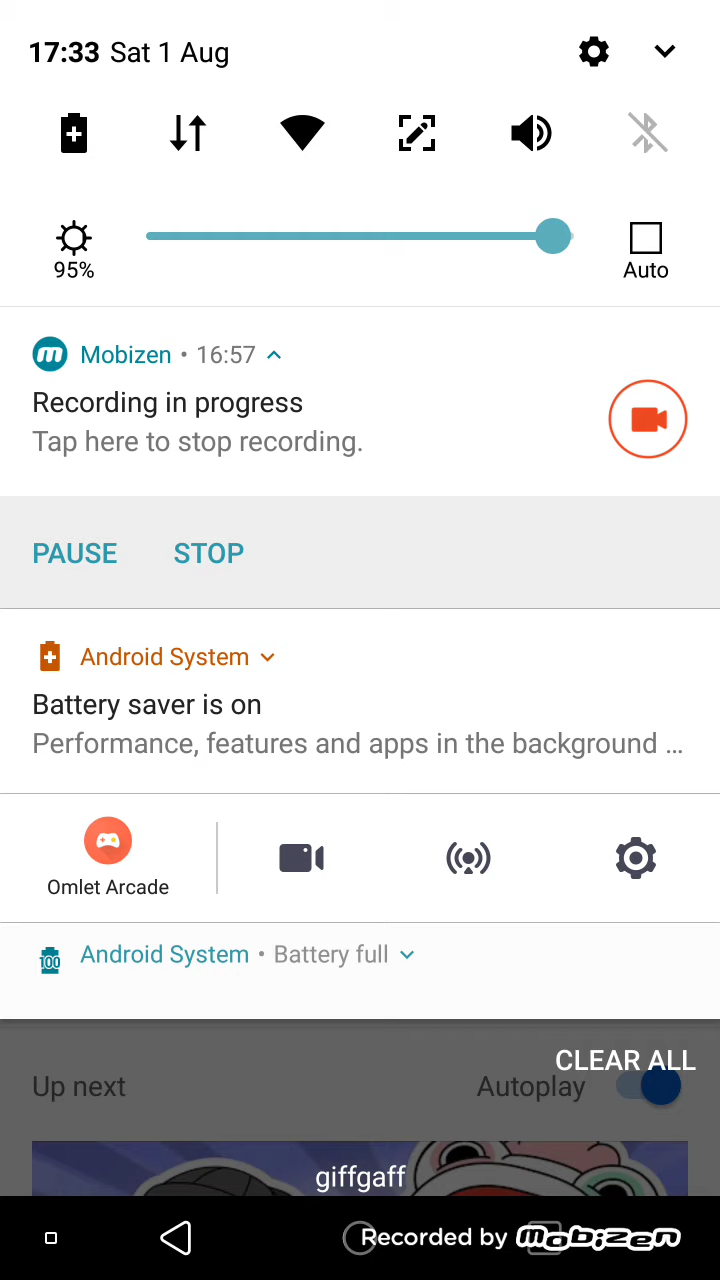 17:33 Sat 1 Aug
95%
Auto
Mobizen • 16:57
Recording in progress
Tap here to stop recording.
PAUSE STOP
Android System
Battery saver is on
Performance, features and apps in the background ...
Omlet Arcade
100 Android System • Battery full
CLEAR ALL
Up next Autoplay
giffgaff
Recorded by mobizen